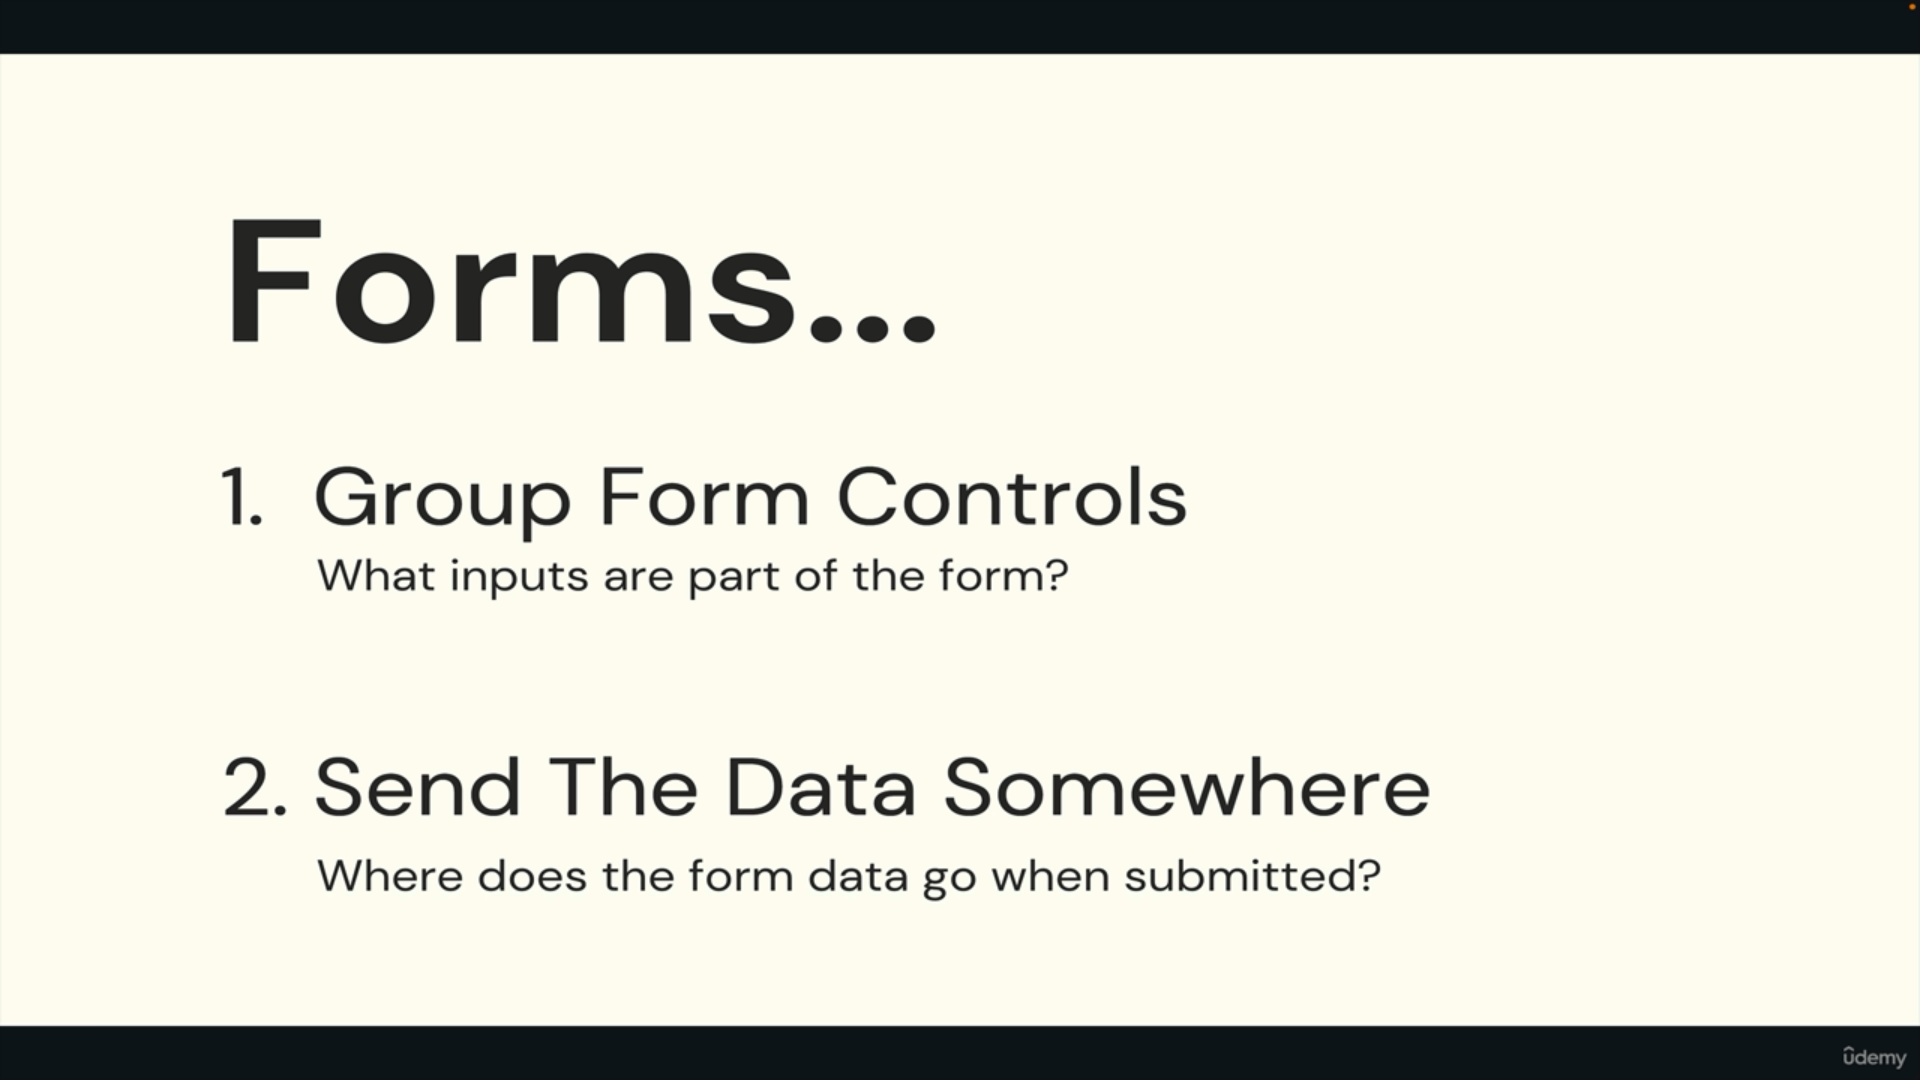 Forms...
1. Group Form Controls
What inputs are part of the form?
2. Send The Data Somewhere
Where does the form data go when submitted?
ûdemy